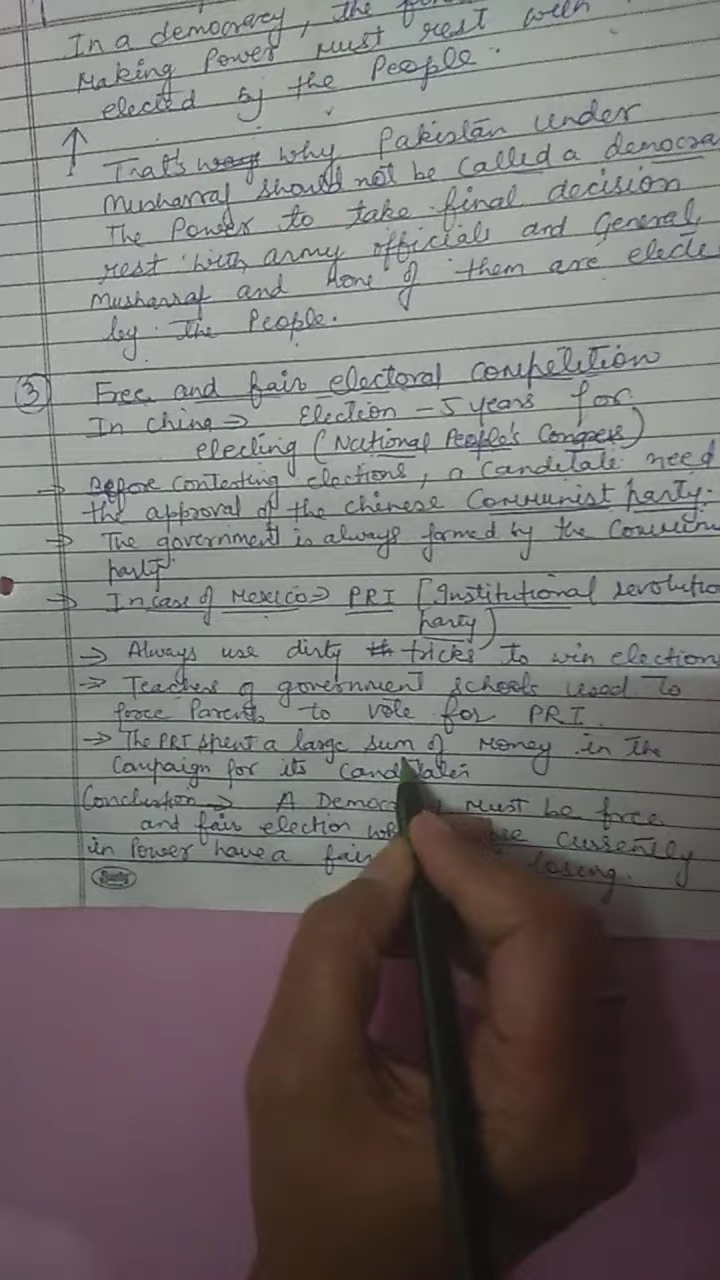 In a democracy, the
Making Power Must rest with
elected by the People.
That's why Pakistan under
Musharraf should not be called a democra
The Power to take final decision
rest with army officials and General
Musharraf and None of them are electe
by the People.
③ Free and fair electoral Competition
In China ⇒ Election - 5 years for
electing (National People's Congress)
→ Before Contesting elections, a Candidate need
the approval of the Chinese Communist party.
→ The government is always formed by the Commun
party.
→ In case of Mexico ⇒ PRI [Institutional revolutio
party)
→ Always use dirty tricks to win election
→ Teachers of government schools used to
force Parents to vote for PRI.
→ The PRI spent a large sum of Money in the
Campaign for its Candidates
Conclusion → A Democ Must be free
and fair election currently
in Power have a fair losing.